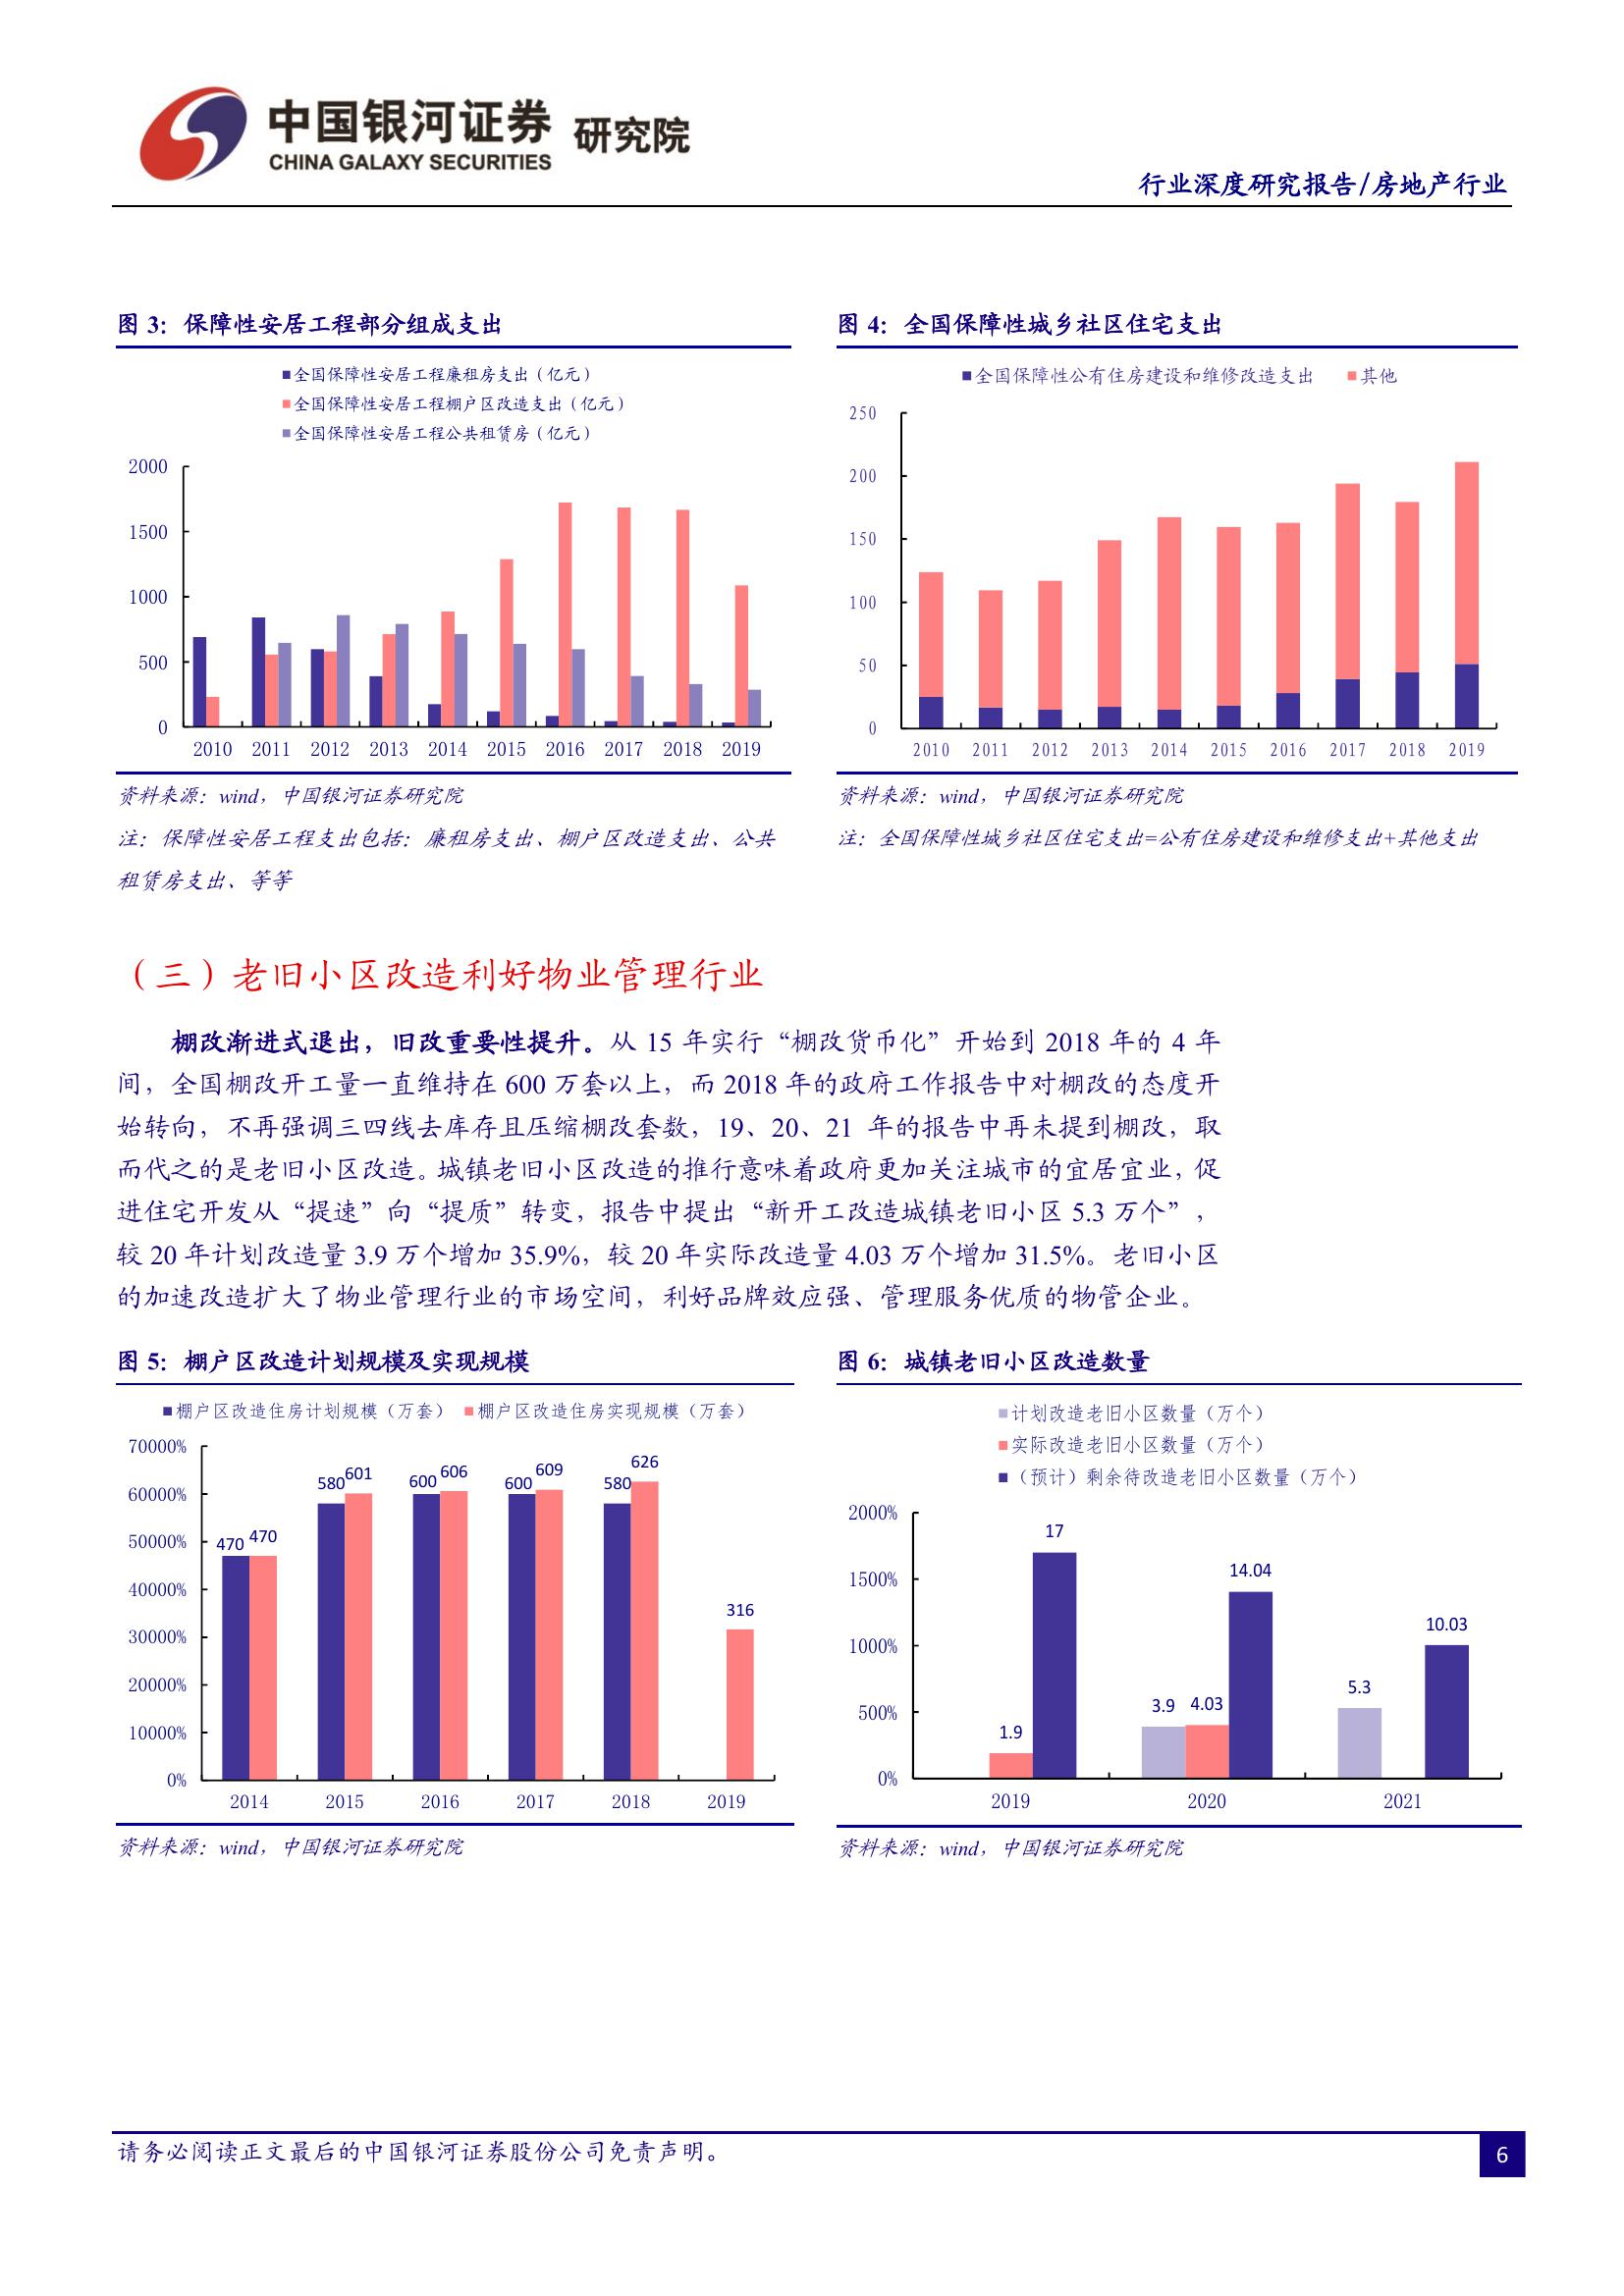 中国银河证券 研究院
CHINA GALAXY SECURITIES
行业深度研究报告/房地产行业
图 3：保障性安居工程部分组成支出
全国保障性安居工程廉租房支出（亿元）
全国保障性安居工程棚户区改造支出（亿元）
全国保障性安居工程公共租赁房（亿元）
2000
1500
1000
500
0
2010 2011 2012 2013 2014 2015 2016 2017 2018 2019
资料来源：wind，中国银河证券研究院
注：保障性安居工程支出包括：廉租房支出、棚户区改造支出、公共
租赁房支出、等等
图 4：全国保障性城乡社区住宅支出
全国保障性公有住房建设和维修改造支出 其他
250
200
150
100
50
0
2010 2011 2012 2013 2014 2015 2016 2017 2018 2019
资料来源：wind，中国银河证券研究院
注：全国保障性城乡社区住宅支出=公有住房建设和维修支出+其他支出
（三）老旧小区改造利好物业管理行业
棚改渐进式退出，旧改重要性提升。从 15 年实行“棚改货币化”开始到 2018 年的 4 年
间，全国棚改开工量一直维持在 600 万套以上，而 2018 年的政府工作报告中对棚改的态度开
始转向，不再强调三四线去库存且压缩棚改套数，19、20、21 年的报告中再未提到棚改，取
而代之的是老旧小区改造。城镇老旧小区改造的推行意味着政府更加关注城市的宜居宜业，促
进住宅开发从“提速”向“提质”转变，报告中提出“新开工改造城镇老旧小区 5.3 万个”，
较 20 年计划改造量 3.9 万个增加 35.9%，较 20 年实际改造量 4.03 万个增加 31.5%。老旧小区
的加速改造扩大了物业管理行业的市场空间，利好品牌效应强、管理服务优质的物管企业。
图 5：棚户区改造计划规模及实现规模
棚户区改造住房计划规模（万套） 棚户区改造住房实现规模（万套）
70000%
60000%
50000%
40000%
30000%
20000%
10000%
0%
470 470
580 601
600 606
600 609
580 626
316
2014 2015 2016 2017 2018 2019
资料来源：wind，中国银河证券研究院
图 6：城镇老旧小区改造数量
计划改造老旧小区数量（万个）
实际改造老旧小区数量（万个）
（预计）剩余待改造老旧小区数量（万个）
2000%
1500%
1000%
500%
0%
1.9 17
3.9 4.03 14.04
5.3 10.03
2019 2020 2021
资料来源：wind，中国银河证券研究院
请务必阅读正文最后的中国银河证券股份公司免责声明。
6